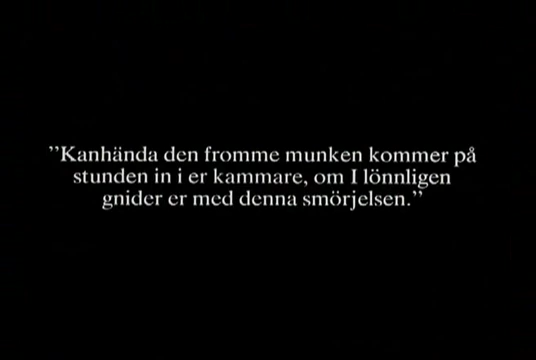 ”Kanhända den fromme munken kommer på
stunden in i er kammare, om I lönnligen
gnider er med denna smörjelsen.”